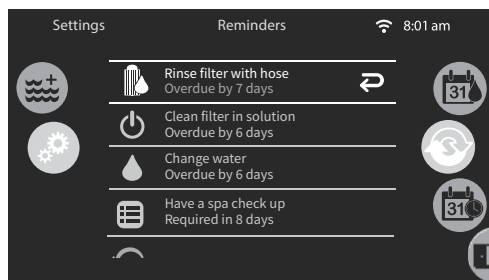 Settings
Reminders
8:01 am
Rinse filter with hose
Overdue by 7 days
Clean filter in solution
Overdue by 6 days
Change water
Overdue by 6 days
Have a spa check up
Required in 8 days
31
31